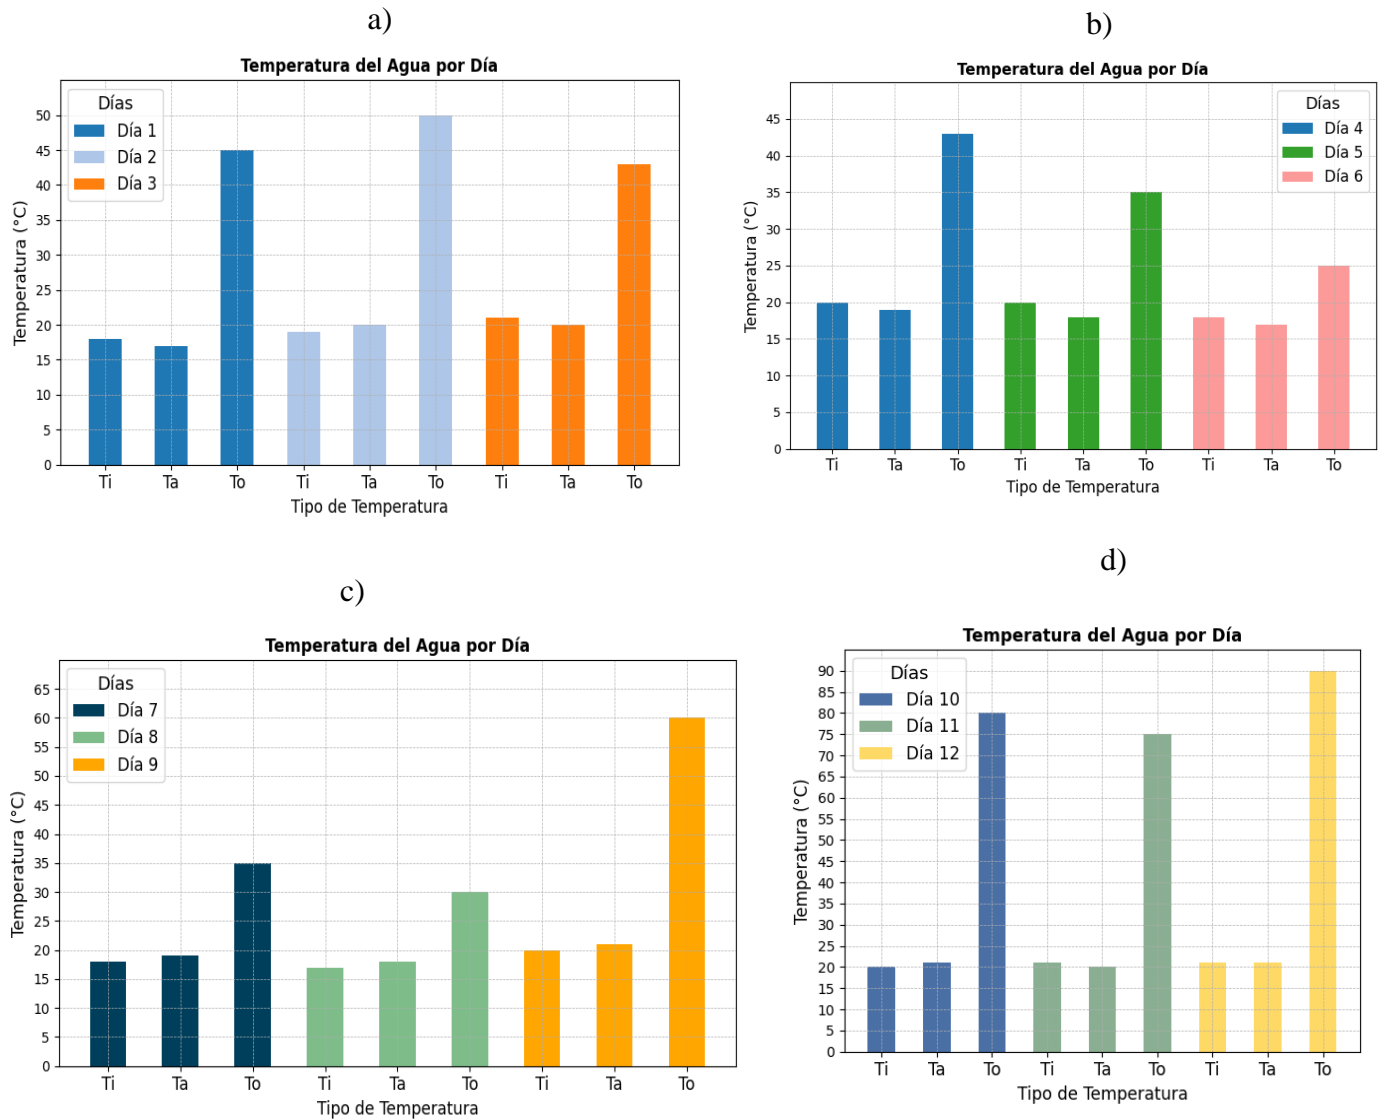 a)
Temperatura del Agua por Día
Temperatura (°C)
50
45
40
35
30
25
20
15
10
5
0
Días
Día 1
Día 2
Día 3
Ti Ta To Ti Ta To Ti Ta To
Tipo de Temperatura
b)
Temperatura del Agua por Día
Temperatura (°C)
45
40
35
30
25
20
15
10
5
0
Días
Día 4
Día 5
Día 6
Ti Ta To Ti Ta To Ti Ta To
Tipo de Temperatura
c)
Temperatura del Agua por Día
Temperatura (°C)
65
60
55
50
45
40
35
30
25
20
15
10
5
0
Días
Día 7
Día 8
Día 9
Ti Ta To Ti Ta To Ti Ta To
Tipo de Temperatura
d)
Temperatura del Agua por Día
Temperatura (°C)
90
85
80
75
70
65
60
55
50
45
40
35
30
25
20
15
10
5
0
Días
Día 10
Día 11
Día 12
Ti Ta To Ti Ta To Ti Ta To
Tipo de Temperatura